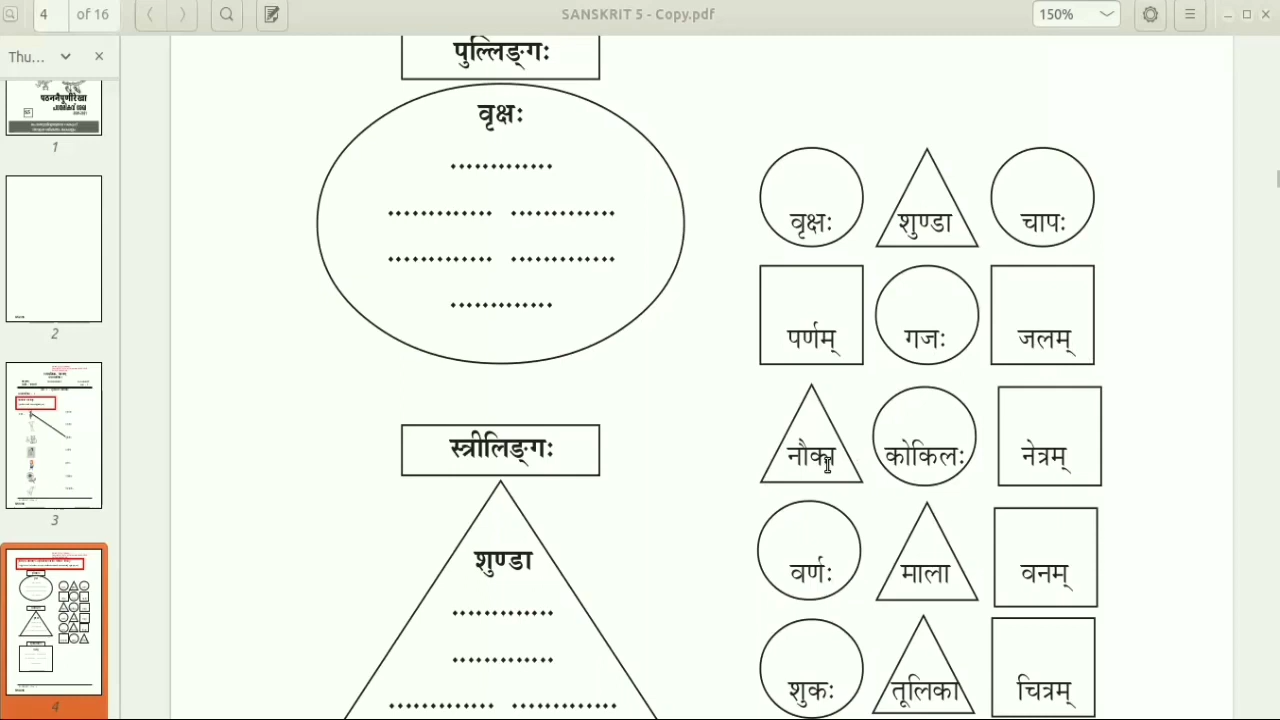 4 of 16
SANSKRIT 5 - Copy.pdf
150%
Thu...
1
2
3
4
पुल्लिङ्गः
वृक्षः
स्त्रीलिङ्गः
शुण्डा
वृक्षः शुण्डा चापः
पर्णम् गजः जलम्
नौका कोकिलः नेत्रम्
वर्णः माला वनम्
शुकः तूलिका चित्रम्